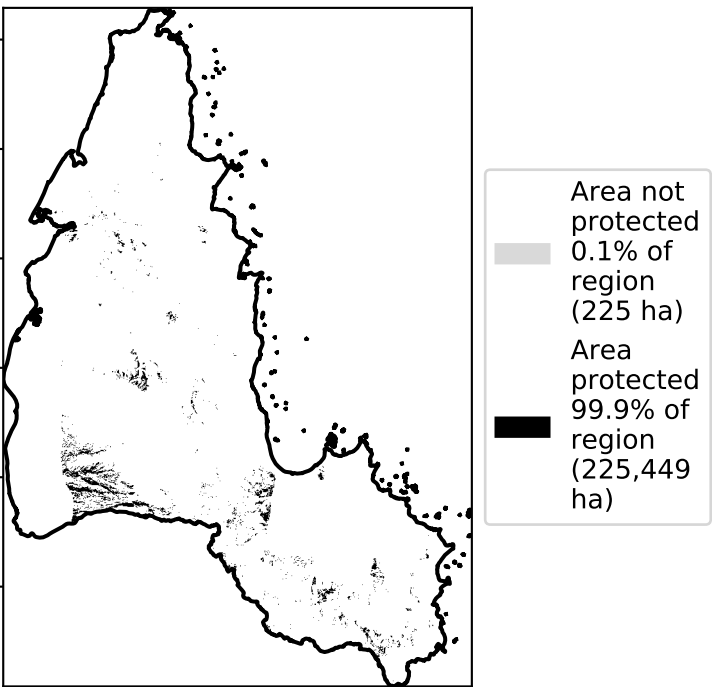 Area not
protected
0.1% of
region
(225 ha)
Area
protected
99.9% of
region
(225,449
ha)